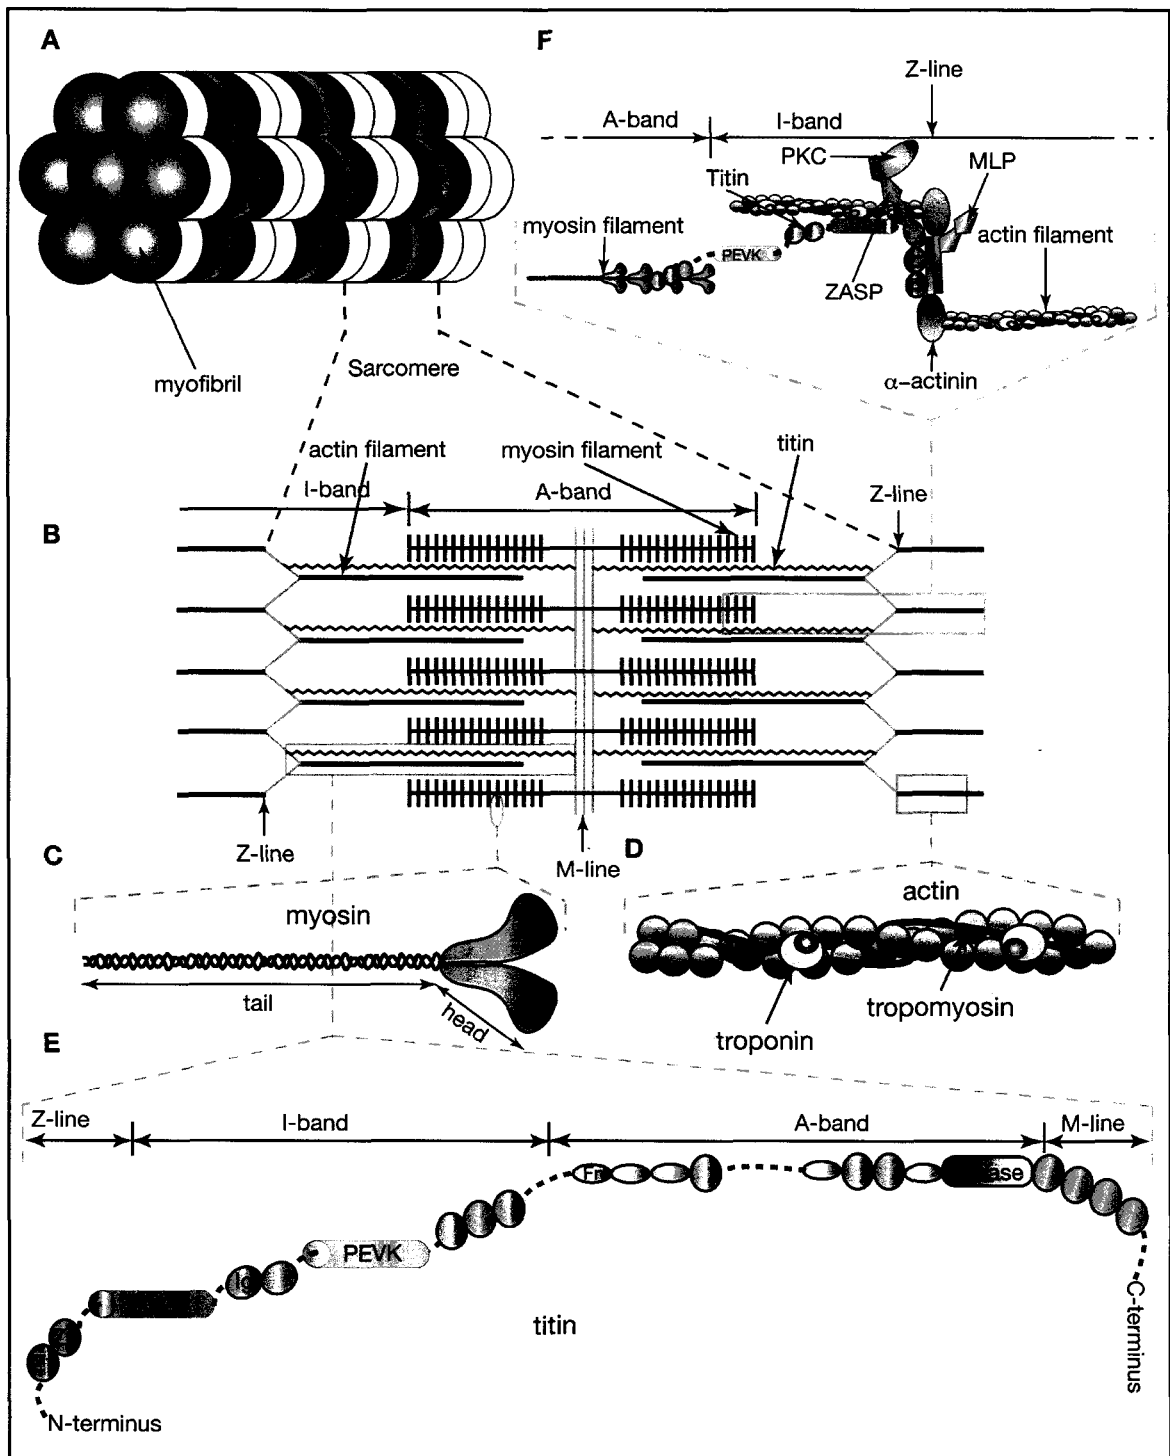 A
myofibril
Sarcomere
F
Z-line
A-band
I-band
PKC
MLP
Titin
myosin filament
actin filament
PEVK
ZASP
α-actinin
B
actin filament
myosin filament
titin
I-band
A-band
Z-line
Z-line
M-line
C
myosin
tail
head
D
actin
tropomyosin
troponin
E
Z-line
I-band
A-band
M-line
PEVK
titin
N-terminus
C-terminus